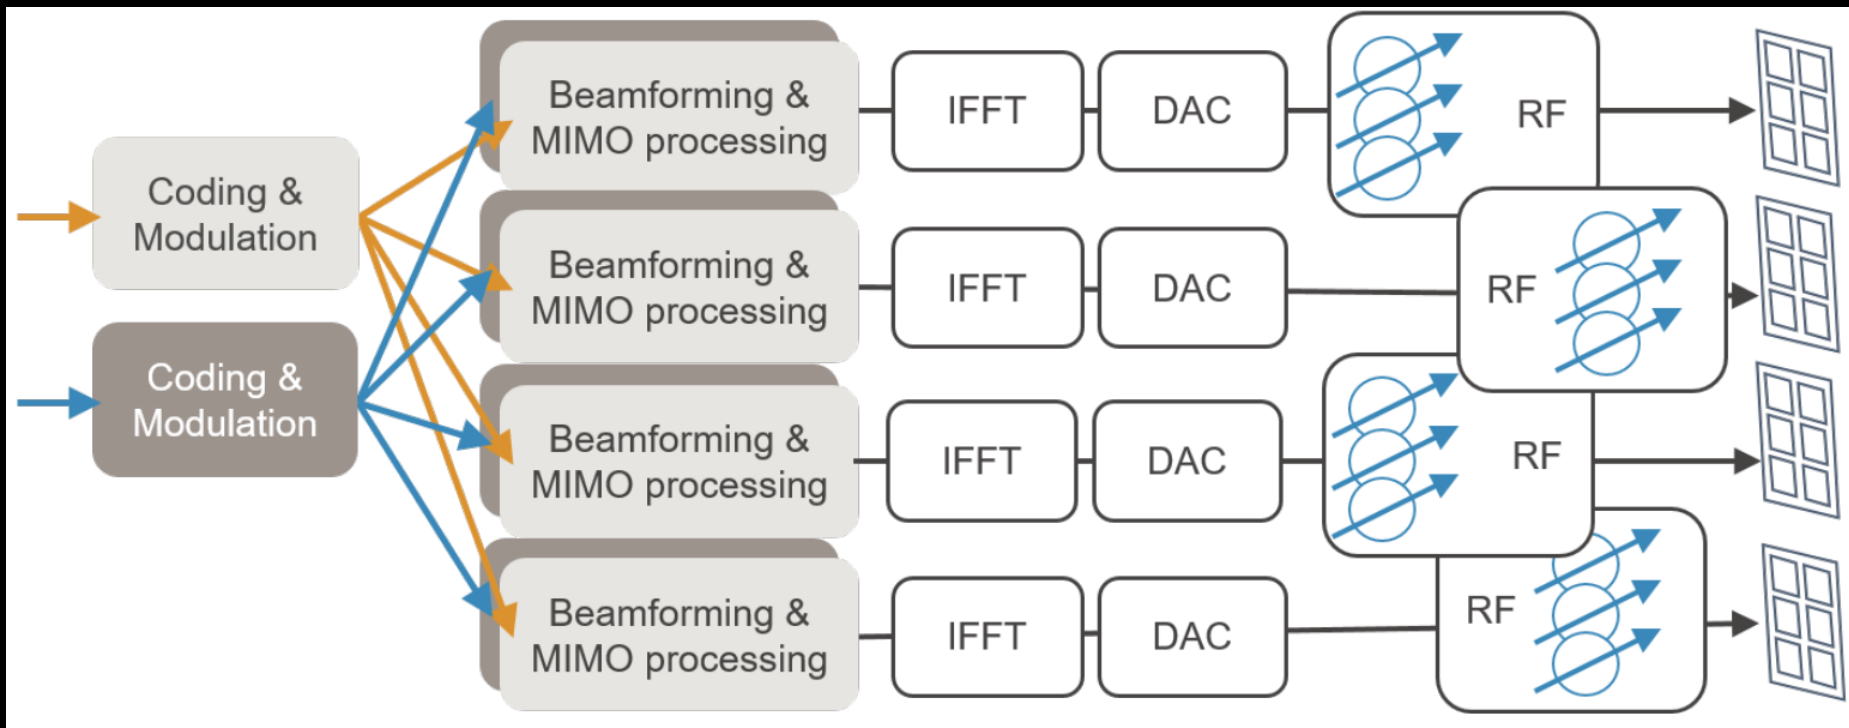 Coding &
Modulation
Coding &
Modulation
Beamforming &
MIMO processing
IFFT
DAC
RF
Beamforming &
MIMO processing
IFFT
DAC
RF
Beamforming &
MIMO processing
IFFT
DAC
RF
Beamforming &
MIMO processing
IFFT
DAC
RF